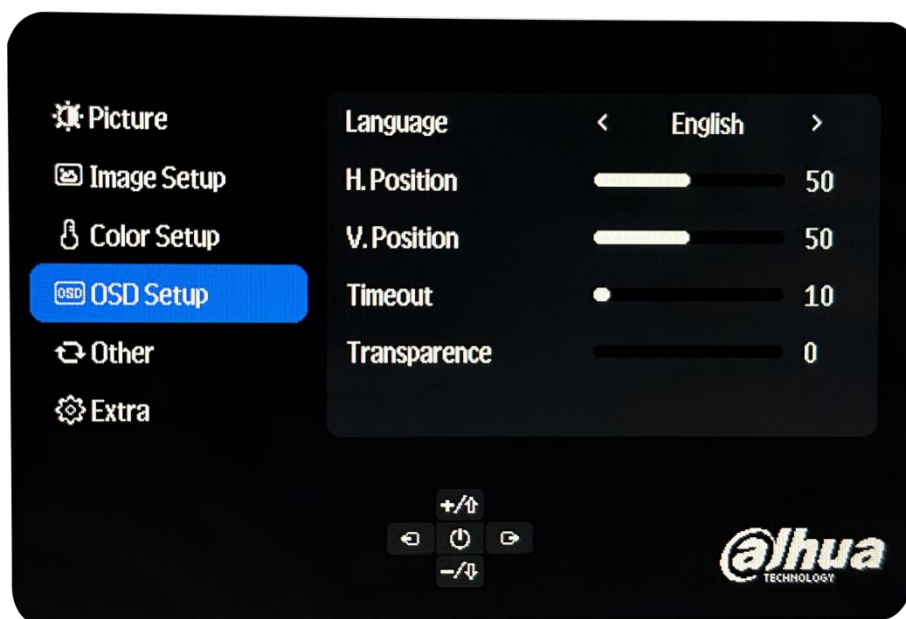 Picture
Image Setup
Color Setup
OSD OSD Setup
Other
Extra
Language < English >
H. Position 50
V. Position 50
Timeout 10
Transparence 0
+/⇧
−/⇩
alhua
TECHNOLOGY